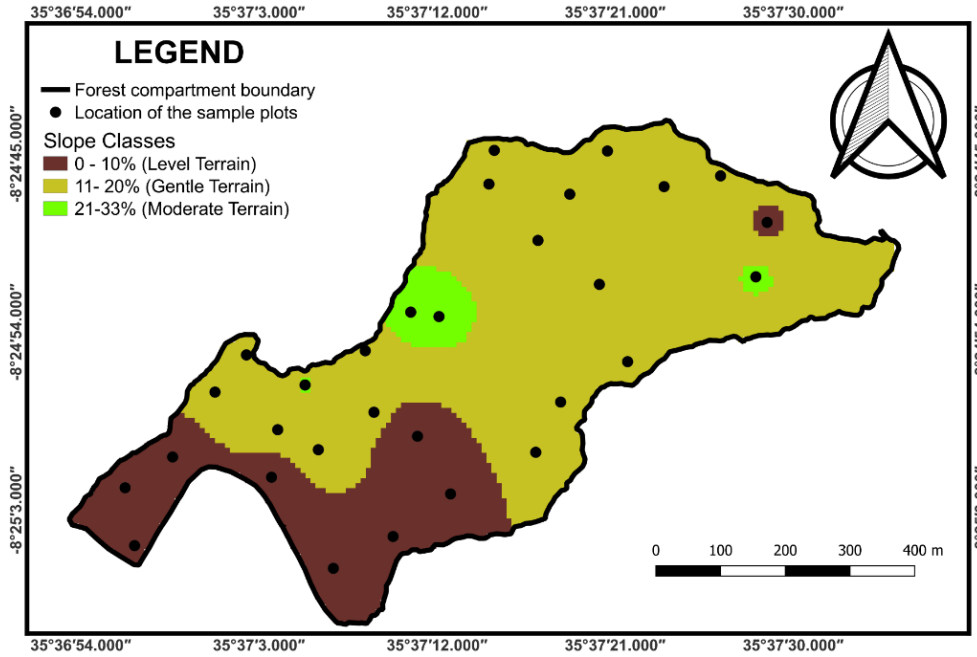 35°36′54.000″ 35°37′3.000″ 35°37′12.000″ 35°37′21.000″ 35°37′30.000″
LEGEND
Forest compartment boundary
Location of the sample plots
Slope Classes
0 - 10% (Level Terrain)
11- 20% (Gentle Terrain)
21-33% (Moderate Terrain)
-8°24′45.000″
-8°24′54.000″
-8°25′3.000″
0 100 200 300 400 m
35°36′54.000″ 35°37′3.000″ 35°37′12.000″ 35°37′21.000″ 35°37′30.000″